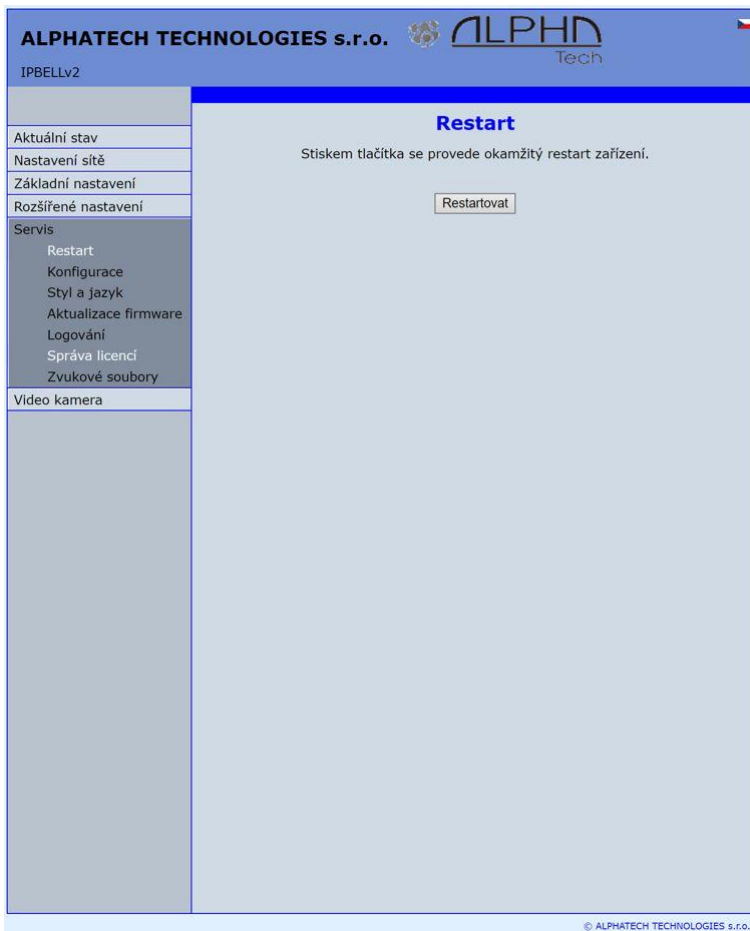 ALPHATECH TECHNOLOGIES s.r.o.
ALPHA
Tech
IPBELLv2
Aktuální stav
Nastavení sítě
Základní nastavení
Rozšířené nastavení
Servis
Restart
Konfigurace
Styl a jazyk
Aktualizace firmware
Logování
Správa licencí
Zvukové soubory
Video kamera
Restart
Stiskem tlačítka se provede okamžitý restart zařízení.
Restartovat
© ALPHATECH TECHNOLOGIES s.r.o.